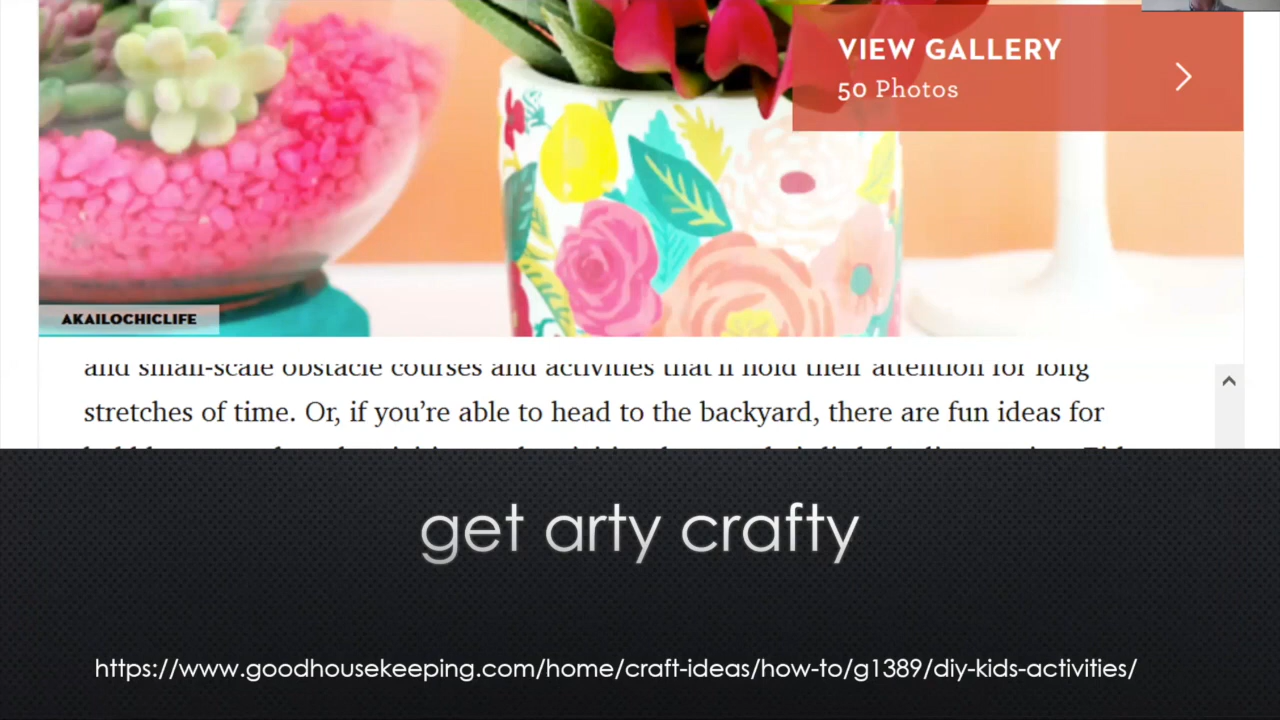 VIEW GALLERY
50 Photos
AKAILOCHICLIFE
and small-scale obstacle courses and activities that'll hold their attention for long
stretches of time. Or, if you're able to head to the backyard, there are fun ideas for
get arty crafty
https://www.goodhousekeeping.com/home/craft-ideas/how-to/g1389/diy-kids-activities/